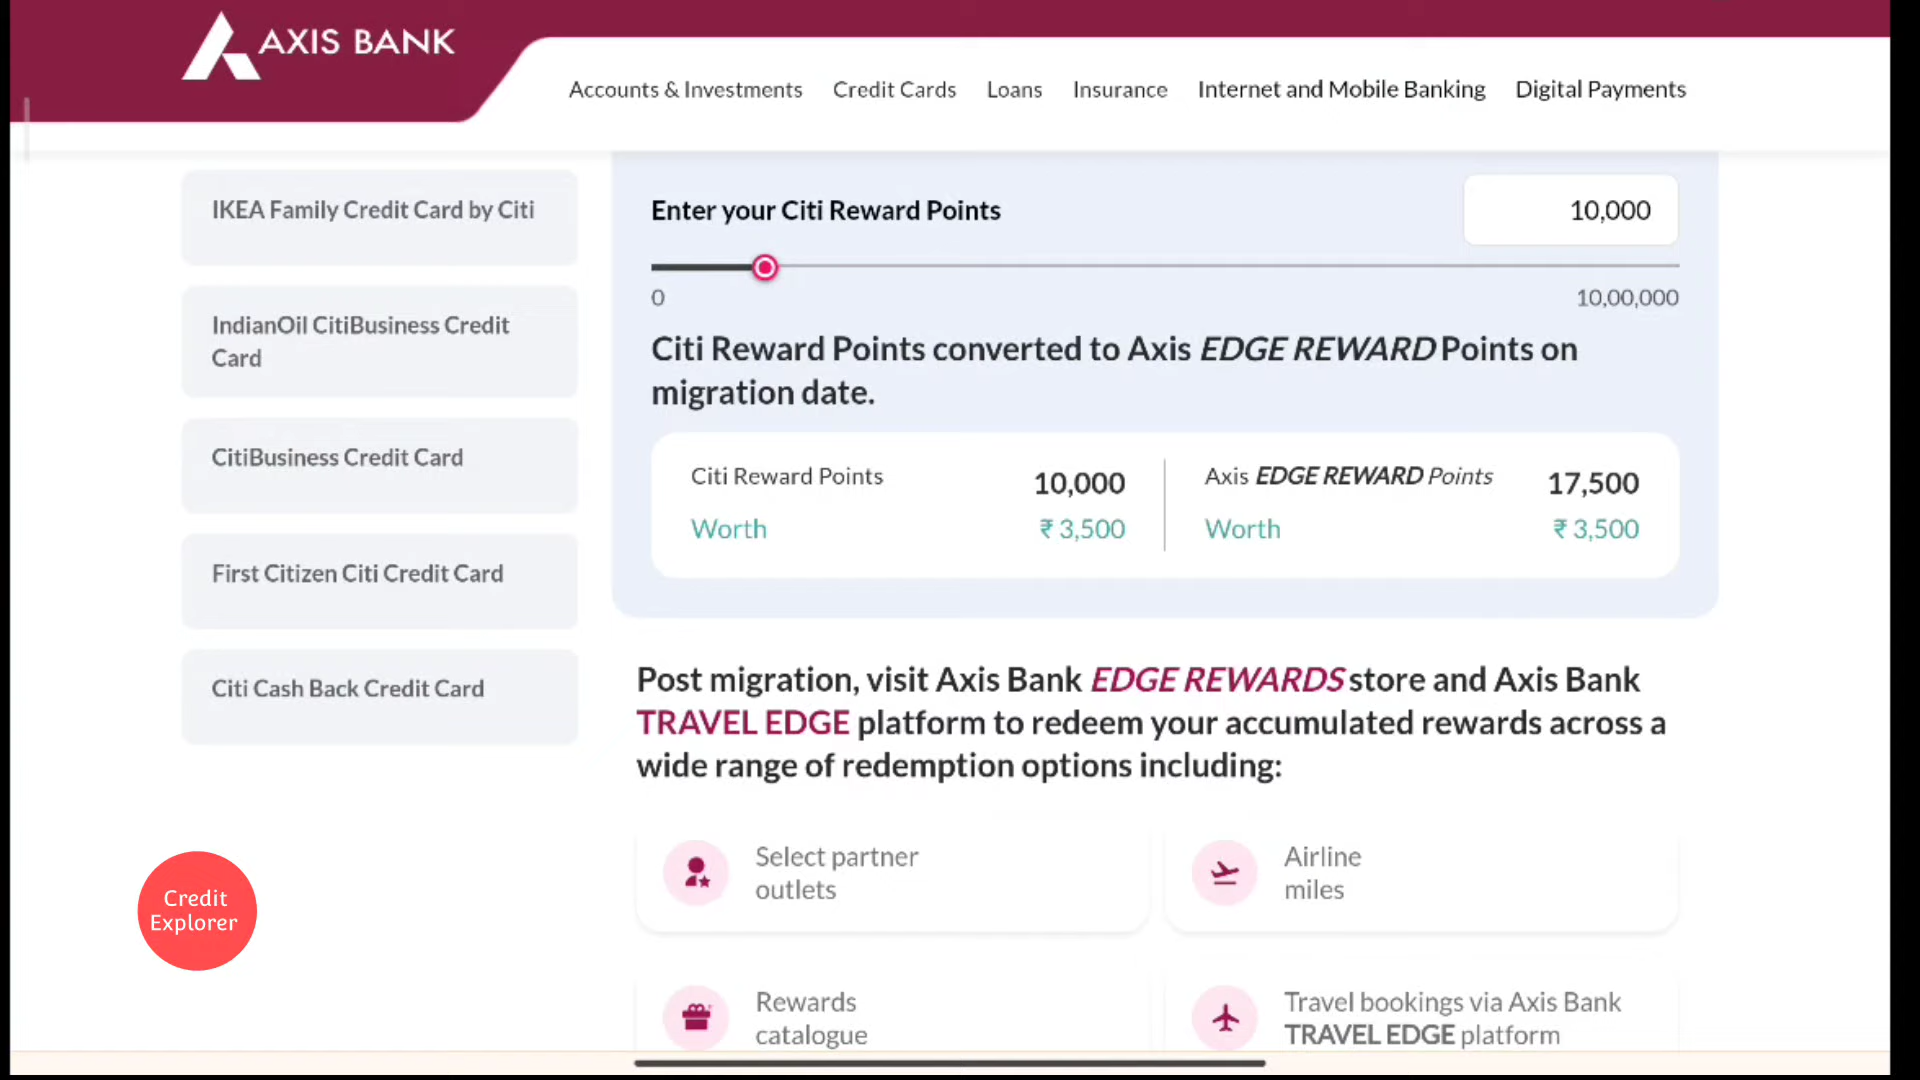 AXIS BANK
Accounts & Investments Credit Cards Loans Insurance Internet and Mobile Banking Digital Payments
IKEA Family Credit Card by Citi
IndianOil CitiBusiness Credit
Card
CitiBusiness Credit Card
First Citizen Citi Credit Card
Citi Cash Back Credit Card
Enter your Citi Reward Points 10,000
0 10,00,000
Citi Reward Points converted to Axis EDGE REWARD Points on
migration date.
Citi Reward Points 10,000 Axis EDGE REWARD Points 17,500
Worth ₹ 3,500 Worth ₹ 3,500
Post migration, visit Axis Bank EDGE REWARDS store and Axis Bank
TRAVEL EDGE platform to redeem your accumulated rewards across a
wide range of redemption options including:
Select partner
outlets
Airline
miles
Rewards
catalogue
Travel bookings via Axis Bank
TRAVEL EDGE platform
Credit
Explorer